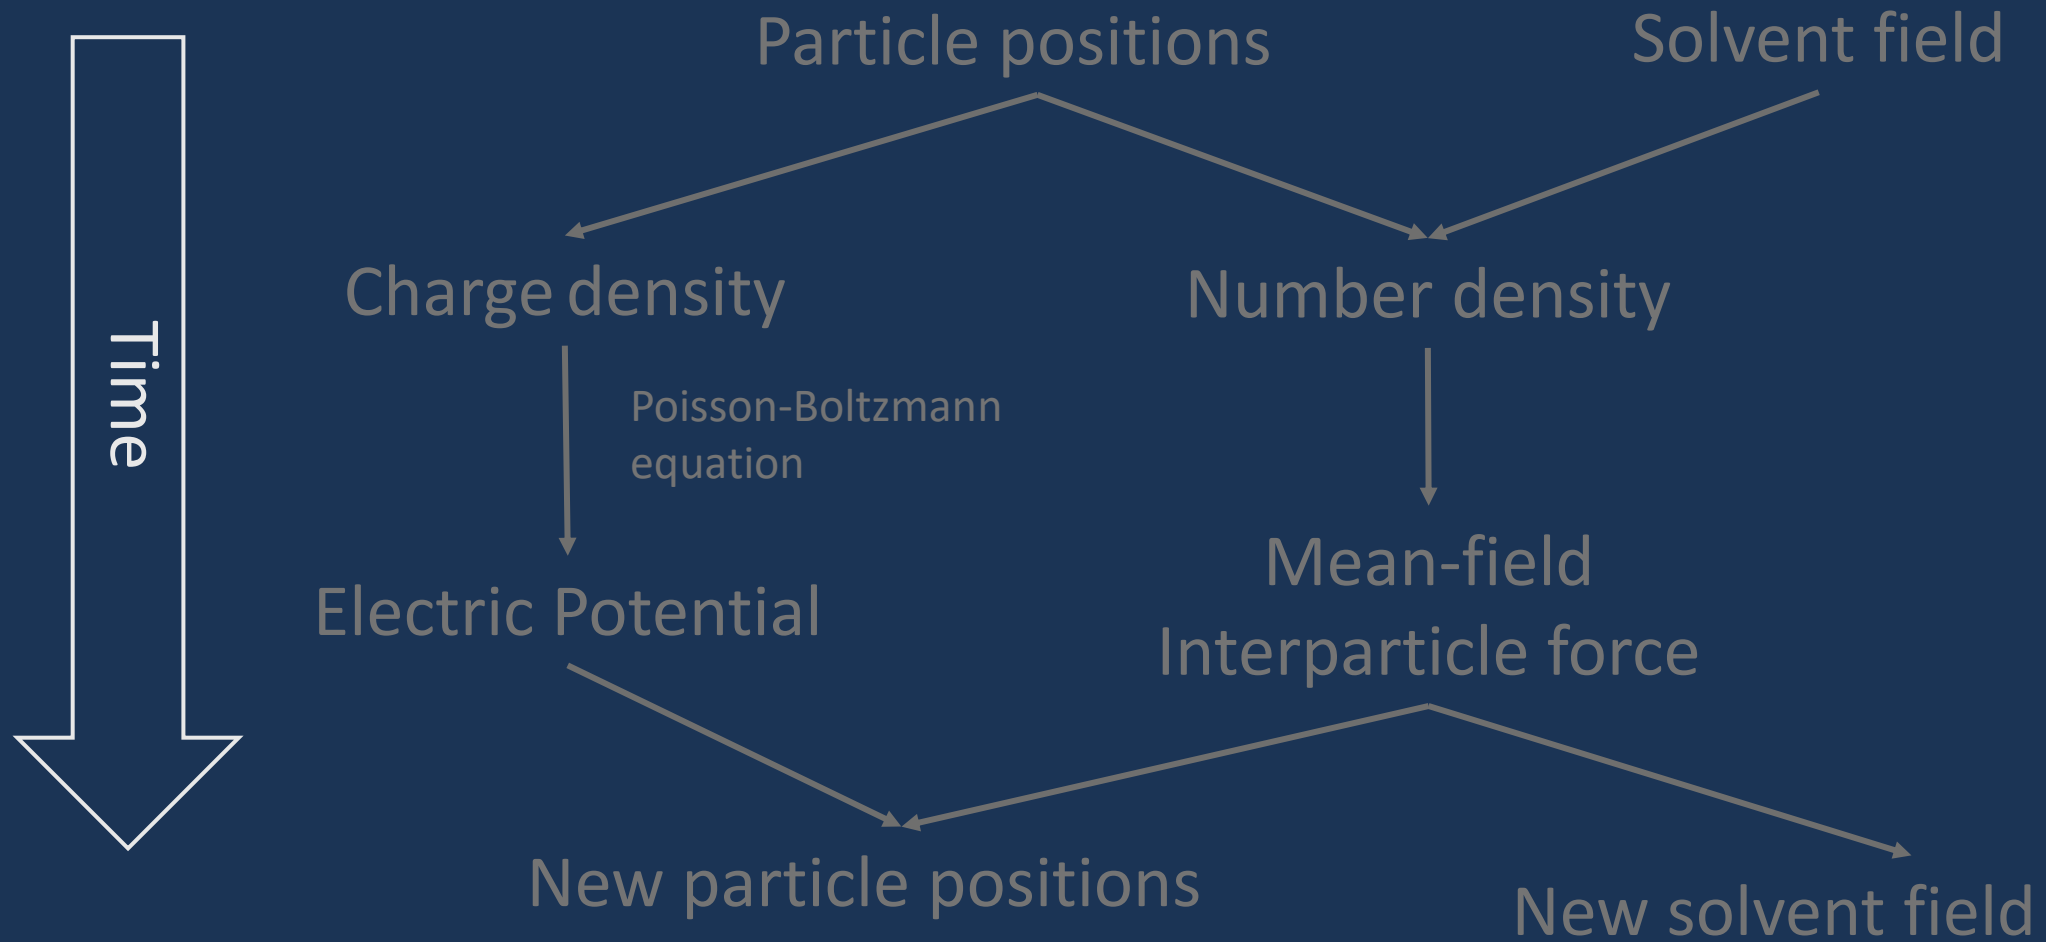 Particle positions
Solvent field
Time
Charge density
Number density
Poisson-Boltzmann
equation
Mean-field
Interparticle force
Electric Potential
New particle positions
New solvent field